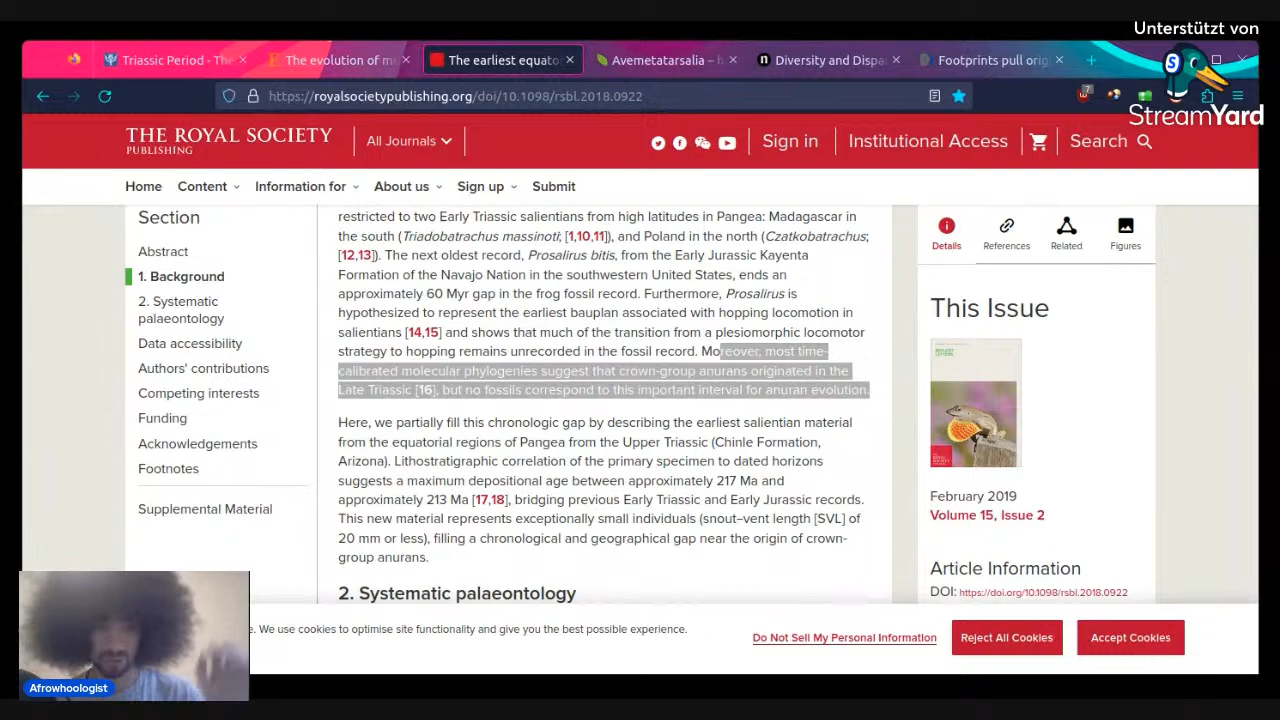 Unterstützt von
StreamYard
Triassic Period - The
The evolution of m
The earliest equato
Avemetatarsalia – 
Diversity and Dispa
Footprints pull orig
https://royalsocietypublishing.org/doi/10.1098/rsbl.2018.0922
7
THE ROYAL SOCIETY
PUBLISHING
All Journals
Sign in
Institutional Access
Search
Home
Content
Information for
About us
Sign up
Submit
Section
Abstract
1. Background
2. Systematic
palaeontology
Data accessibility
Authors' contributions
Competing interests
Funding
Acknowledgements
Footnotes
Supplemental Material
restricted to two Early Triassic salientians from high latitudes in Pangea: Madagascar in
the south (Triadobatrachus massinoti; [1,10,11]), and Poland in the north (Czatkobatrachus;
[12,13]). The next oldest record, Prosalirus bitis, from the Early Jurassic Kayenta
Formation of the Navajo Nation in the southwestern United States, ends an
approximately 60 Myr gap in the frog fossil record. Furthermore, Prosalirus is
hypothesized to represent the earliest bauplan associated with hopping locomotion in
salientians [14,15] and shows that much of the transition from a plesiomorphic locomotor
strategy to hopping remains unrecorded in the fossil record. Moreover, most time-
calibrated molecular phylogenies suggest that crown-group anurans originated in the
Late Triassic [16], but no fossils correspond to this important interval for anuran evolution.
Here, we partially fill this chronologic gap by describing the earliest salientian material
from the equatorial regions of Pangea from the Upper Triassic (Chinle Formation,
Arizona). Lithostratigraphic correlation of the primary specimen to dated horizons
suggests a maximum depositional age between approximately 217 Ma and
approximately 213 Ma [17,18], bridging previous Early Triassic and Early Jurassic records.
This new material represents exceptionally small individuals (snout–vent length [SVL] of
20 mm or less), filling a chronological and geographical gap near the origin of crown-
group anurans.
2. Systematic palaeontology
Details
References
Related
Figures
This Issue
February 2019
Volume 15, Issue 2
Article Information
DOI: https://doi.org/10.1098/rsbl.2018.0922
e. We use cookies to optimise site functionality and give you the best possible experience.
Do Not Sell My Personal Information
Reject All Cookies
Accept Cookies
Afrowhoologist